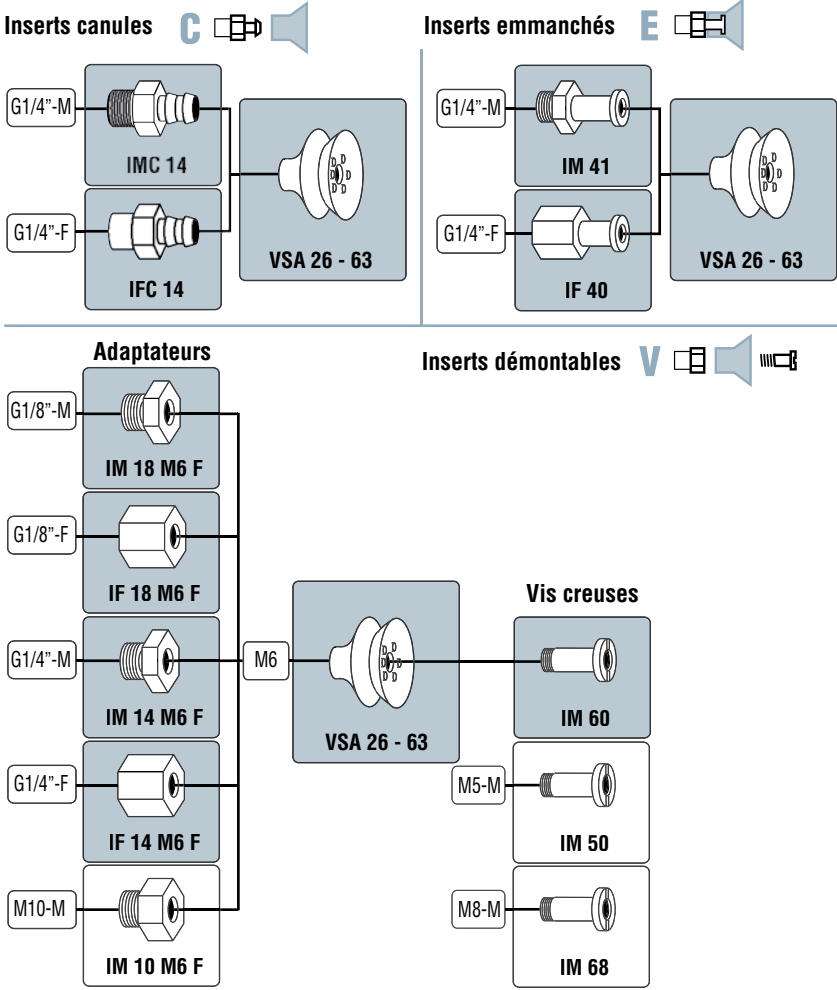 Inserts canules C
G1/4”-M
IMC 14
G1/4”-F
IFC 14
VSA 26 - 63
Inserts emmanchés E
G1/4”-M
IM 41
G1/4”-F
IF 40
VSA 26 - 63
Adaptateurs
Inserts démontables V
G1/8”-M
IM 18 M6 F
G1/8”-F
IF 18 M6 F
G1/4”-M
IM 14 M6 F
G1/4”-F
IF 14 M6 F
M10-M
IM 10 M6 F
M6
VSA 26 - 63
Vis creuses
IM 60
M5-M
IM 50
M8-M
IM 68